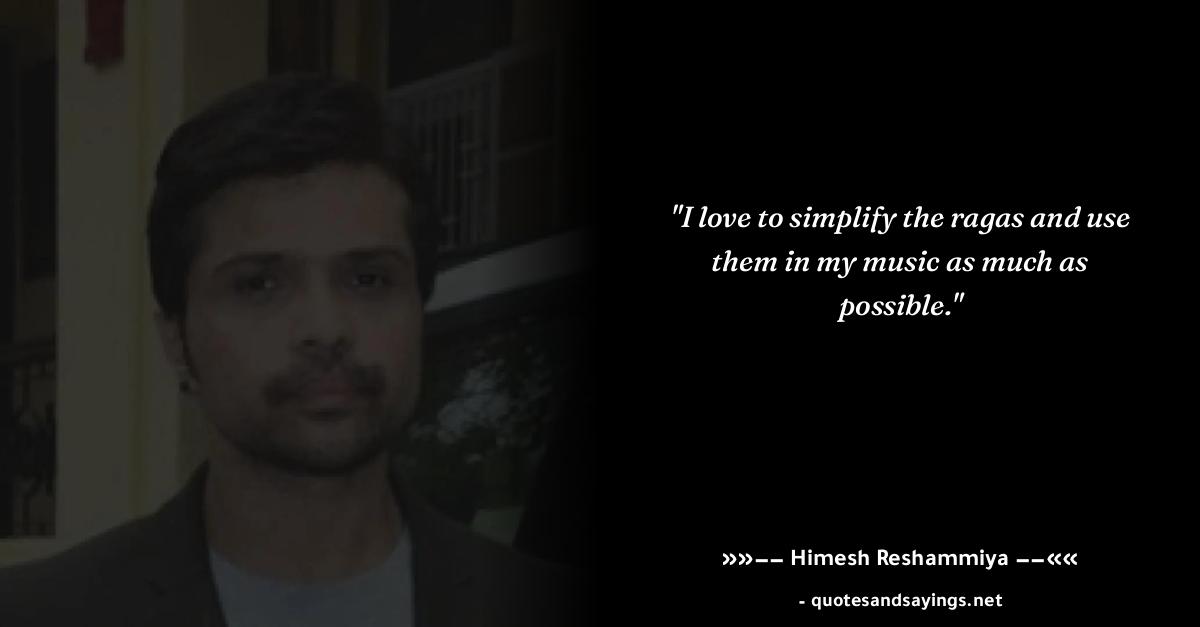 "I love to simplify the ragas and use
them in my music as much as
possible."
»»−− Himesh Reshammiya −−««
- quotesandsayings.net